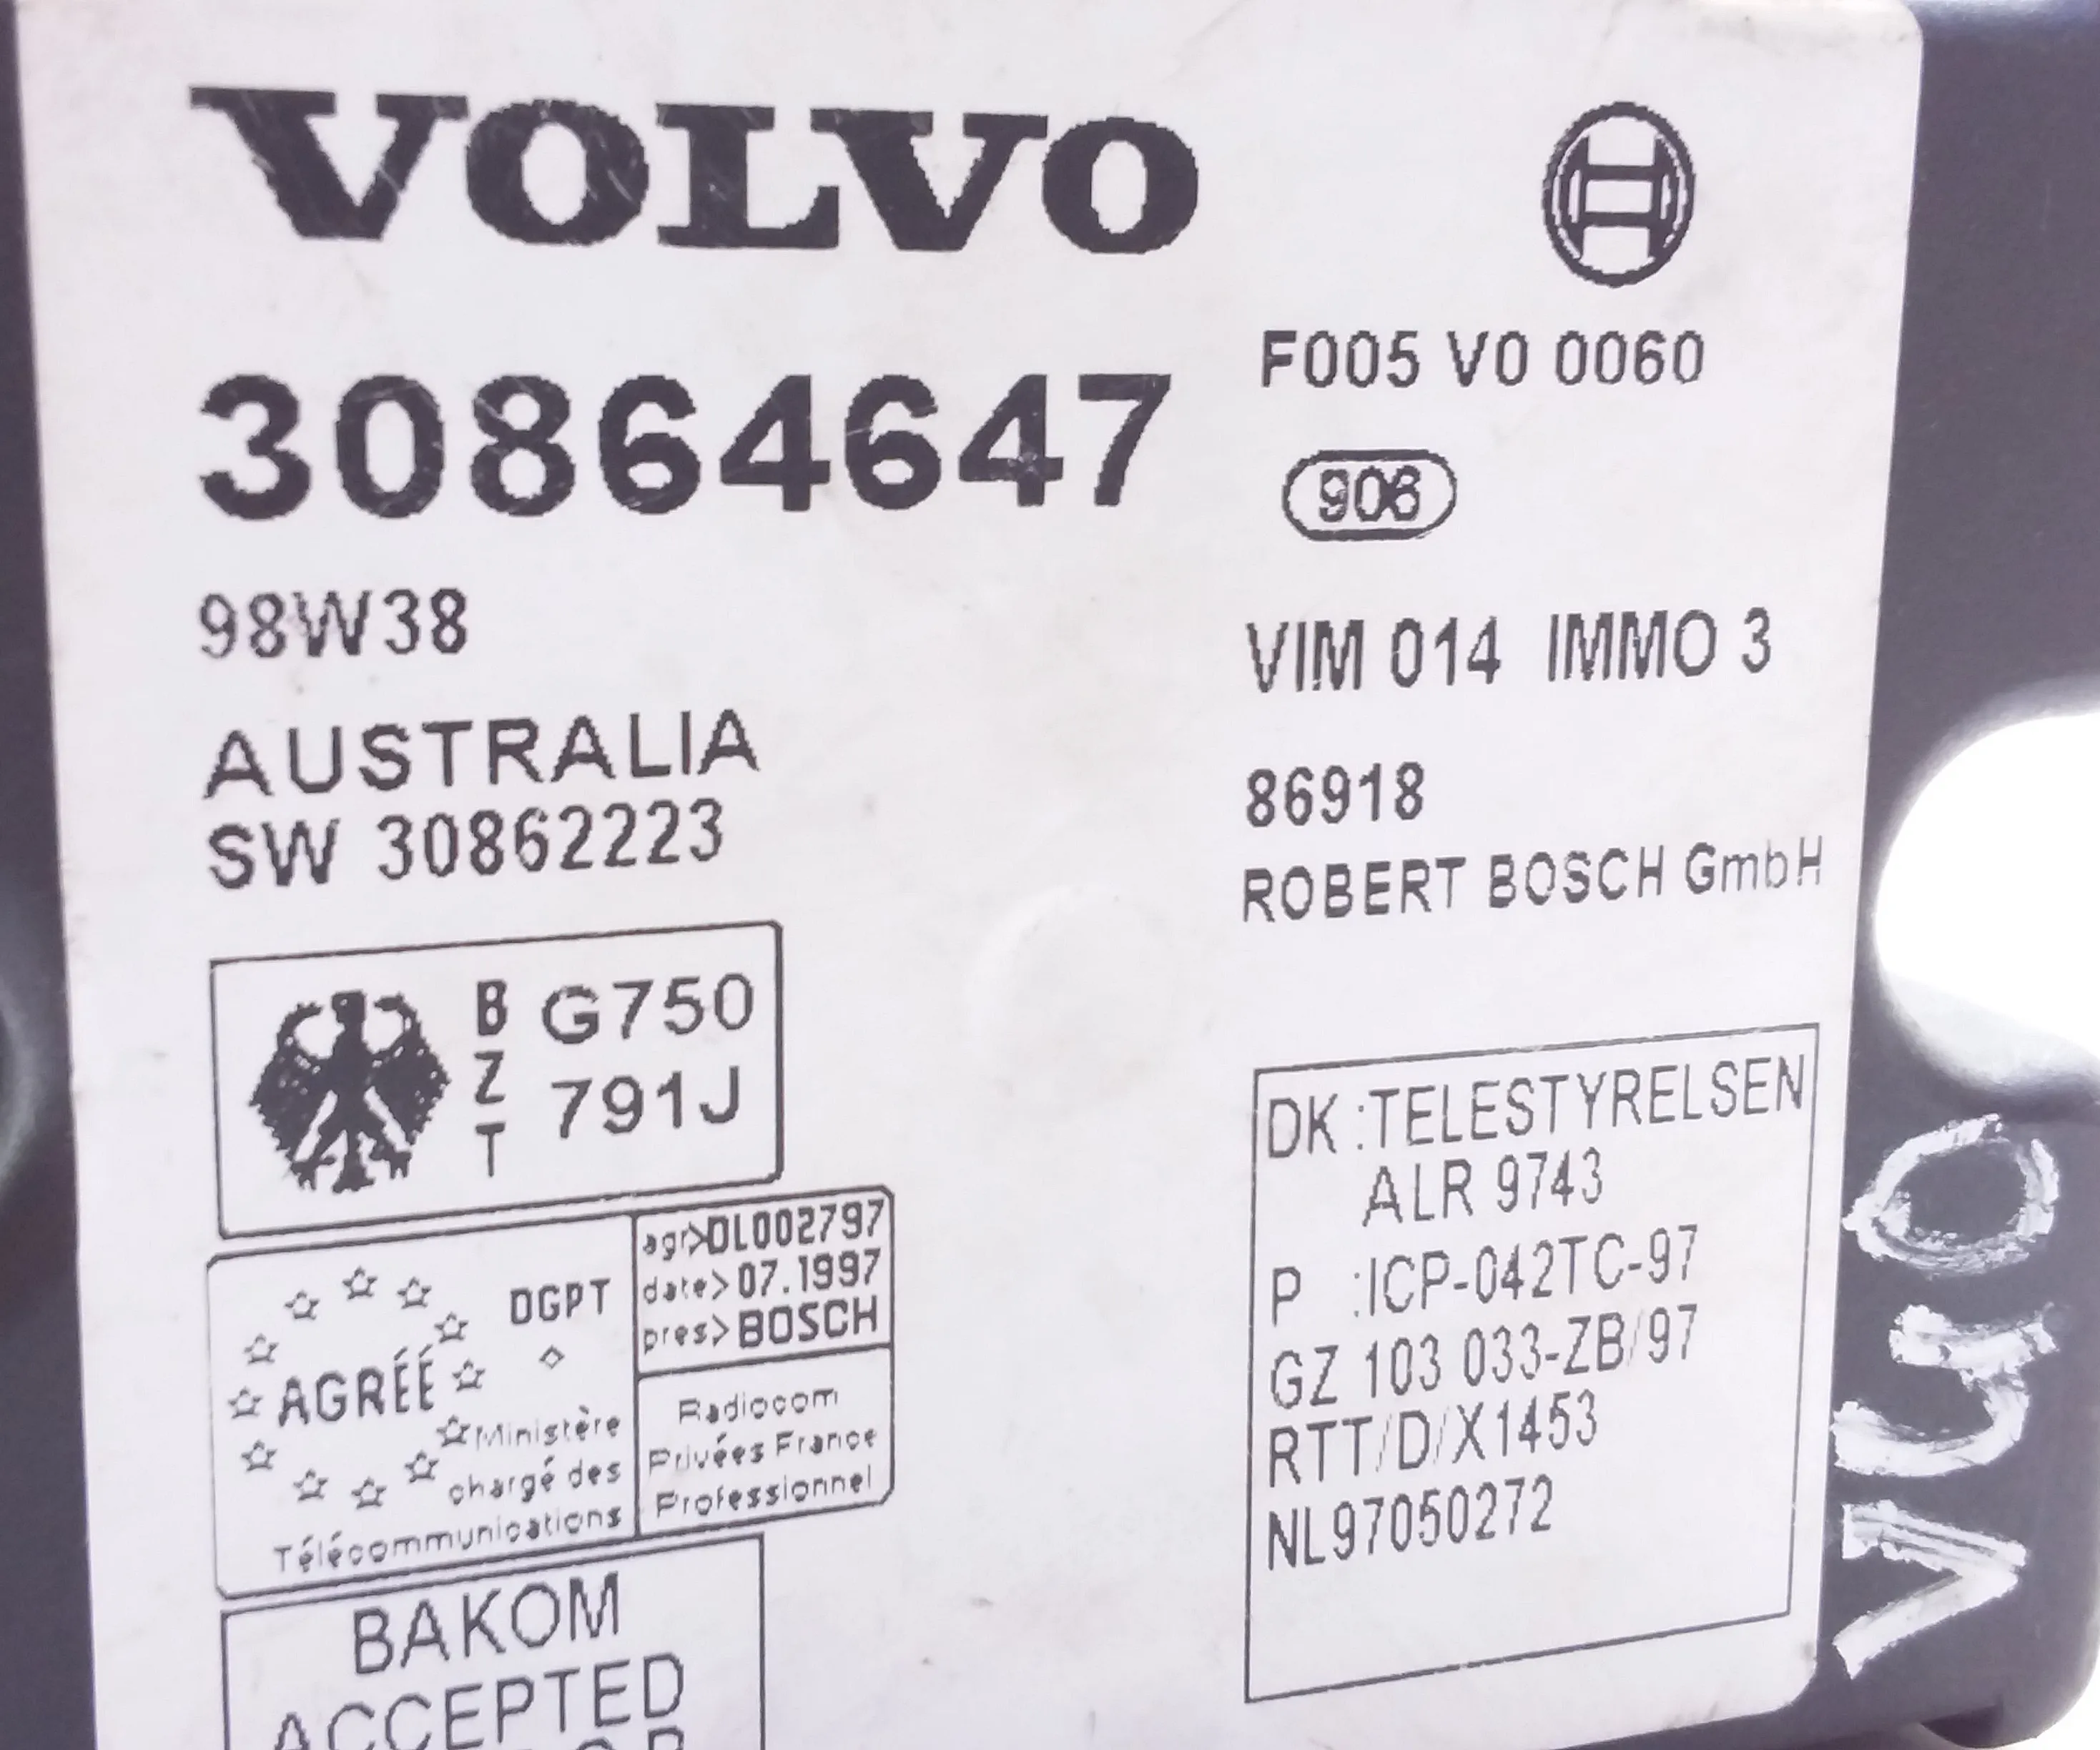 VOLVO
30864647
98W38
AUSTRALIA
SW 30862223
F005 V0 0060
906
VIM 014 IMMO 3
86918
ROBERT BOSCH GmbH
BZT
G750
791J
DGPT
AGRÉÉ
Ministère
chargé des
Télécommunications
agr>DL002797
date>07.1997
pres>BOSCH
Radiocom
Privées France
Professionnel
BAKOM
ACCEPTED
DK :TELESTYRELSEN
ALR 9743
P :ICP-042TC-97
GZ 103 033-ZB/97
RTT/D/X1453
NL97050272
V40